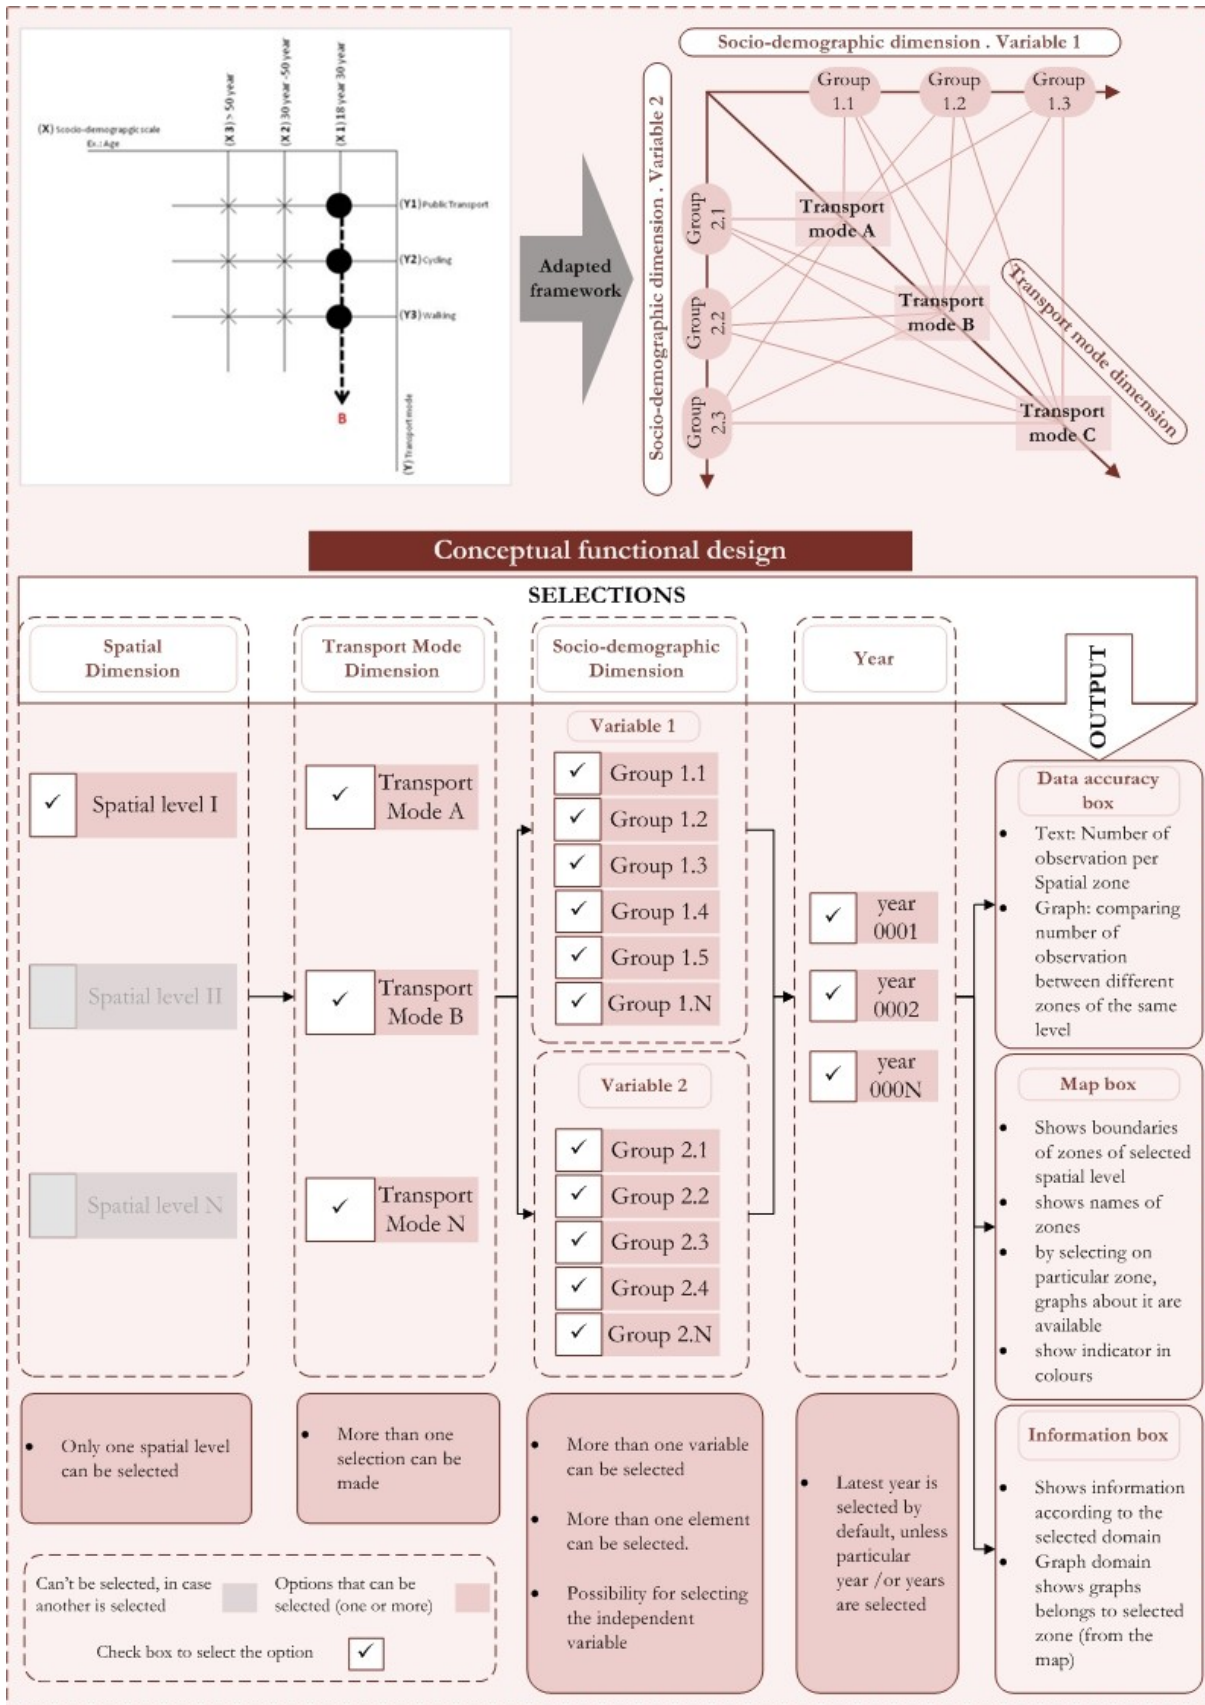 (X3) > 50 year
(X2) 30 year -50 year
(X1) 18 year 30 year
(X) Socio-demograpgic scale
Ex.: Age
(Y1) Public Transport
(Y2) Cycling
(Y3) Walking
B
(Y) Transport mode
Adapted
framework
Socio-demographic dimension . Variable 1
Socio-demographic dimension . Variable 2
Group
1.1
Group
1.2
Group
1.3
Group
2.1
Group
2.2
Group
2.3
Transport
mode A
Transport
mode B
Transport
mode C
Transport mode dimension
Conceptual functional design
SELECTIONS
Spatial
Dimension
Transport Mode
Dimension
Socio-demographic
Dimension
Year
OUTPUT
Spatial level I
Spatial level II
Spatial level N
Transport
Mode A
Transport
Mode B
Transport
Mode N
Variable 1
Group 1.1
Group 1.2
Group 1.3
Group 1.4
Group 1.5
Group 1.N
Variable 2
Group 2.1
Group 2.2
Group 2.3
Group 2.4
Group 2.N
year
0001
year
0002
year
000N
Data accuracy
box
• Text: Number of
observation per
Spatial zone
• Graph: comparing
number of
observation
between different
zones of the same
level
Map box
• Shows boundaries
of zones of selected
spatial level
• shows names of
zones
• by selecting on
particular zone,
graphs about it are
available
• show indicator in
colours
Information box
• Shows information
according to the
selected domain
• Graph domain
shows graphs
belongs to selected
zone (from the
map)
• Only one spatial level
can be selected
• More than one
selection can be
made
• More than one variable
can be selected
• More than one element
can be selected.
• Possibility for selecting
the independent
variable
• Latest year is
selected by
default, unless
particular
year /or years
are selected
Can't be selected, in case
another is selected
Options that can be
selected (one or more)
Check box to select the option